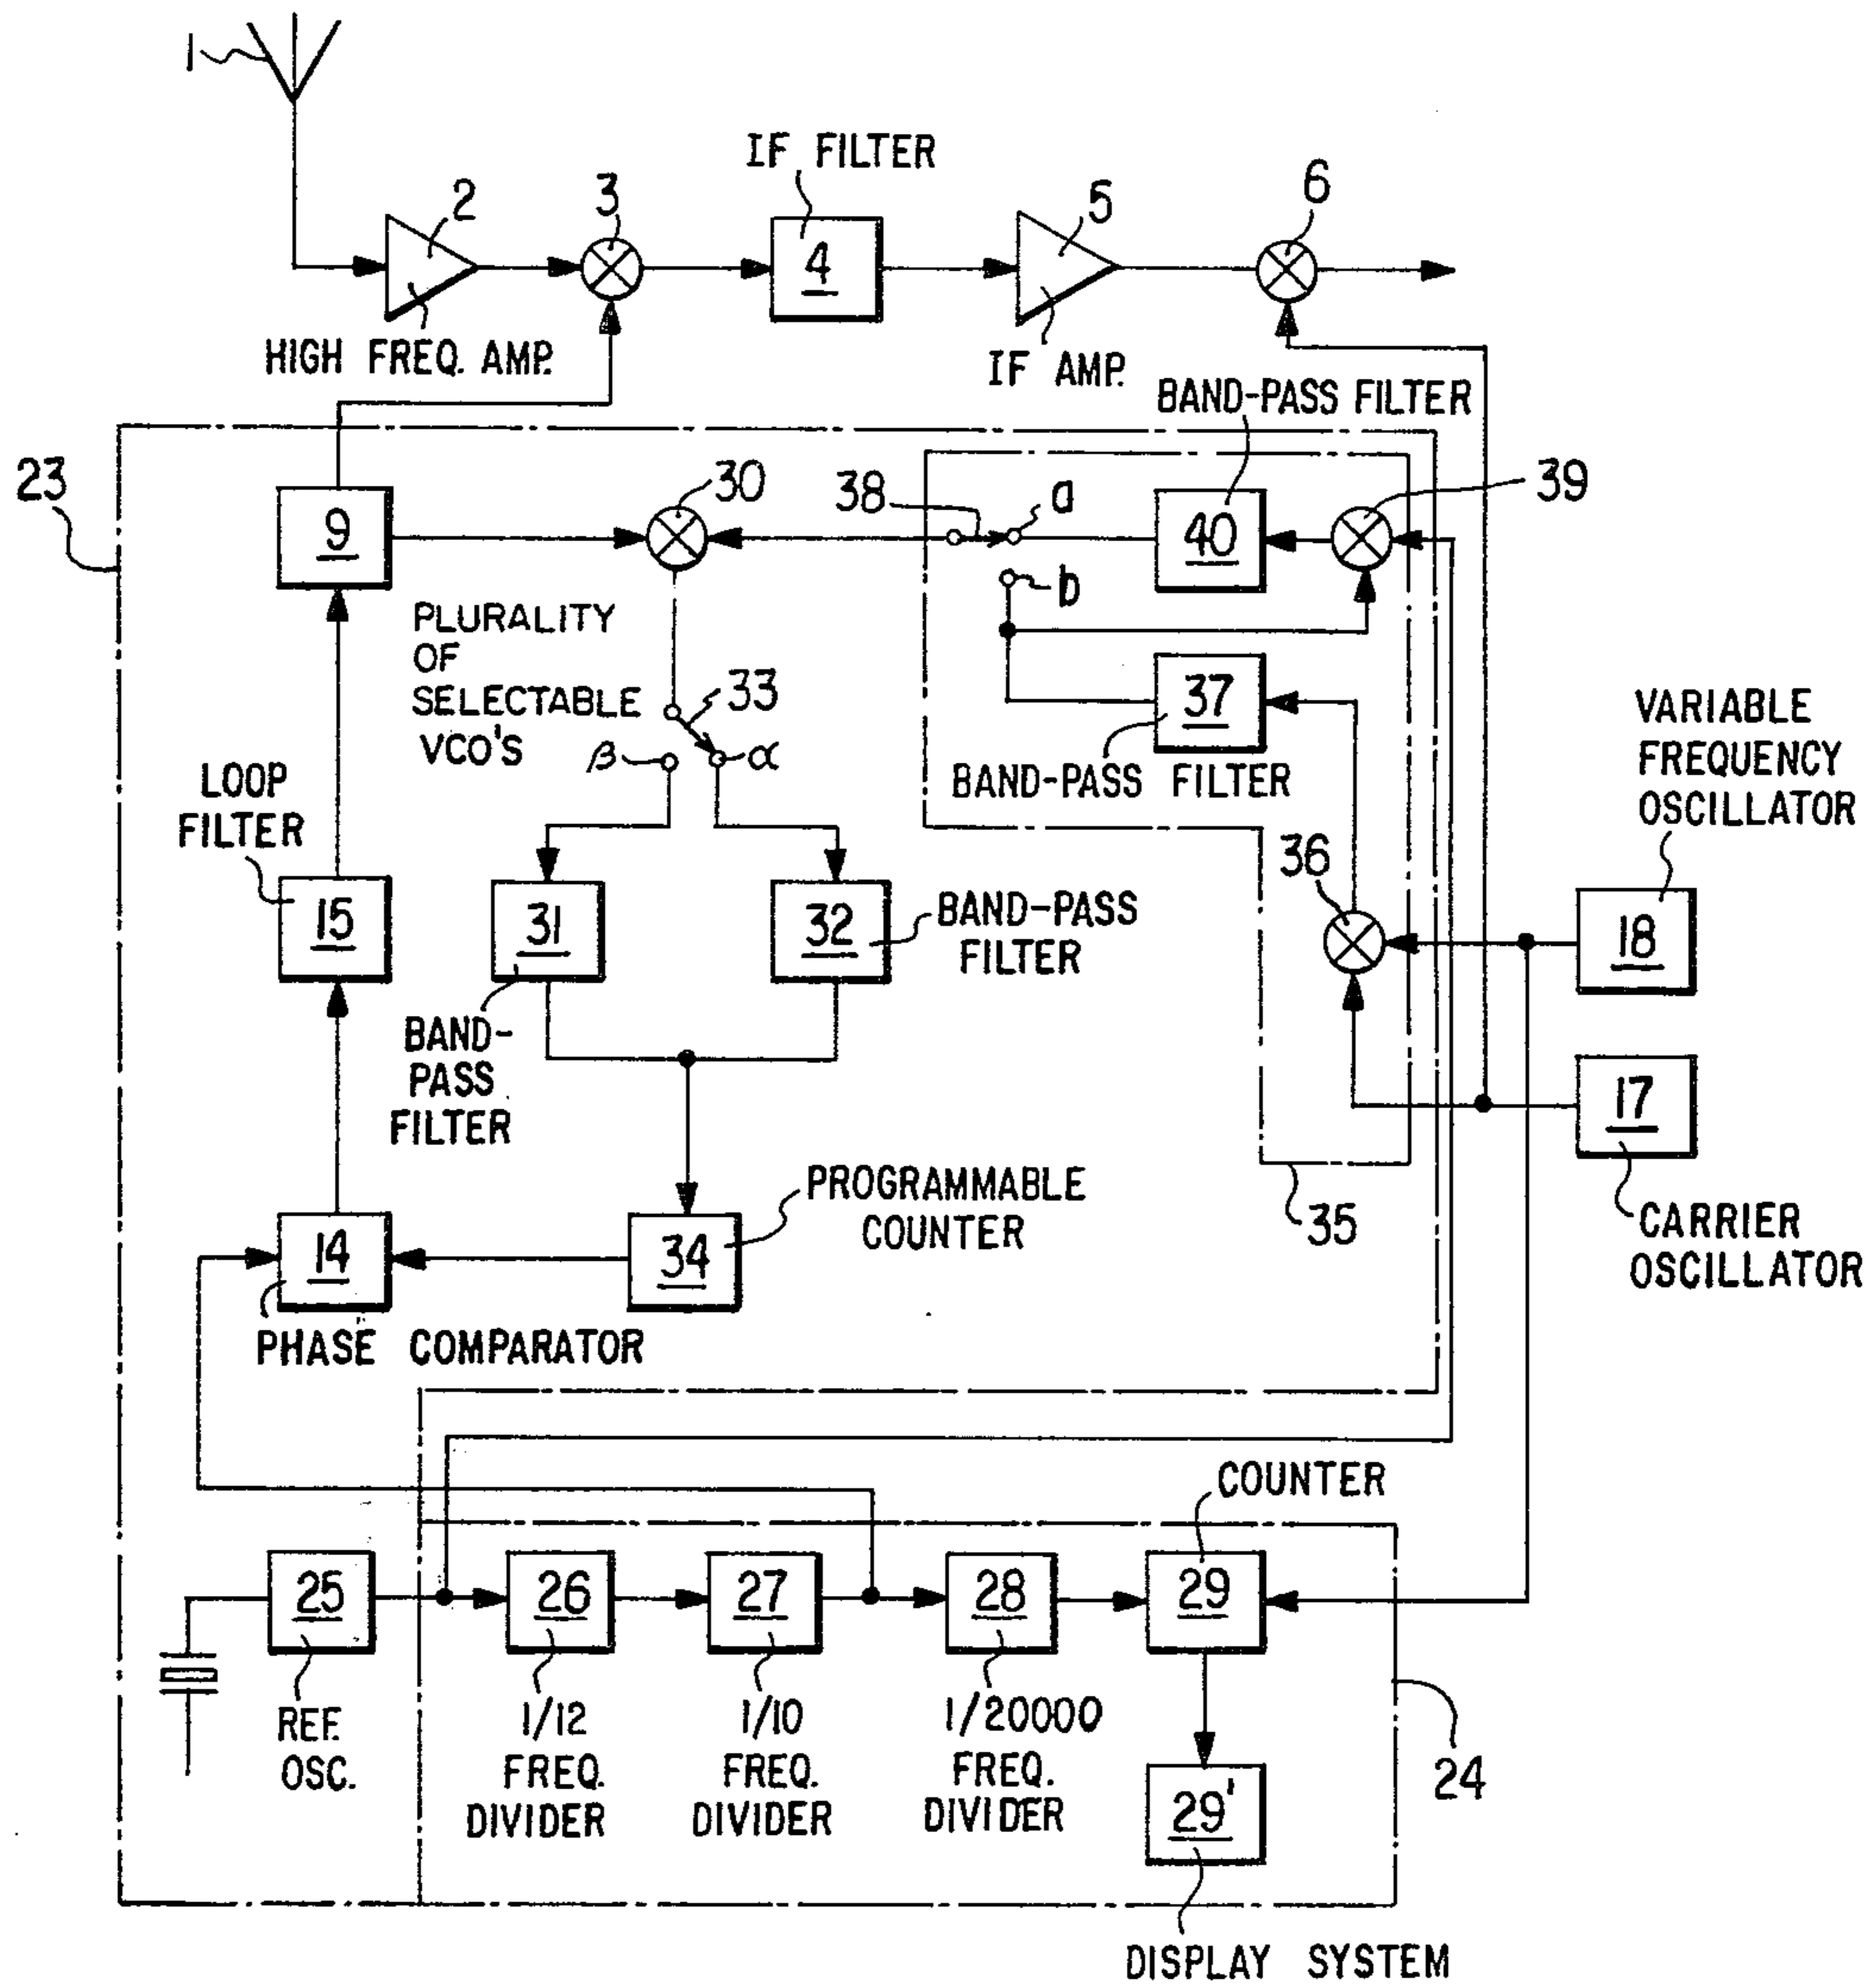 1
IF FILTER
2
3
4
5
6
HIGH FREQ. AMP.
IF AMP.
BAND-PASS FILTER
23
9
30
38
a
40
39
b
PLURALITY
OF
SELECTABLE
VCO'S
33
β
α
37
BAND-PASS FILTER
VARIABLE
FREQUENCY
OSCILLATOR
LOOP
FILTER
15
31
32
BAND-PASS
FILTER
36
18
BAND-
PASS
FILTER
17
PROGRAMMABLE
COUNTER
35
CARRIER
OSCILLATOR
14
34
PHASE COMPARATOR
COUNTER
25
26
27
28
29
REF.
OSC.
1/12
FREQ.
DIVIDER
1/10
FREQ.
DIVIDER
1/20000
FREQ.
DIVIDER
29'
24
DISPLAY SYSTEM